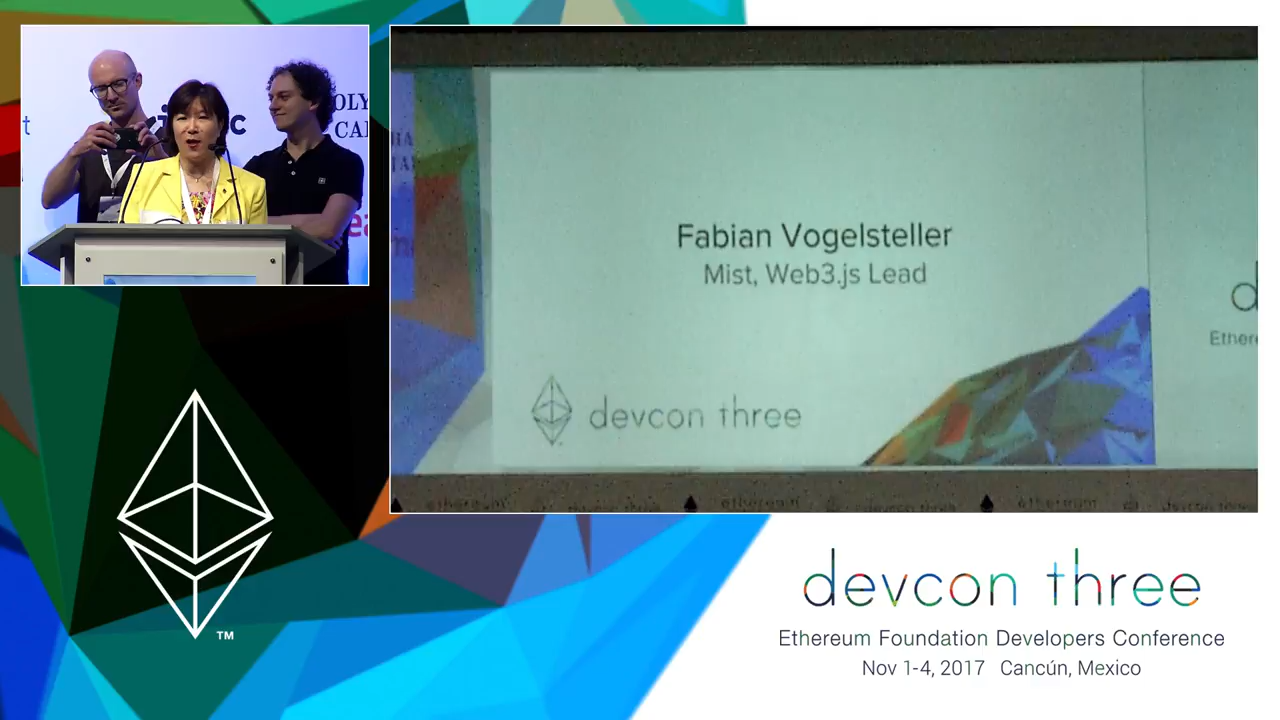 Fabian Vogelsteller
Mist, Web3.js Lead
devcon three
TM
devcon three
Ethereum Foundation Developers Conference
Nov 1-4, 2017 Cancún, Mexico